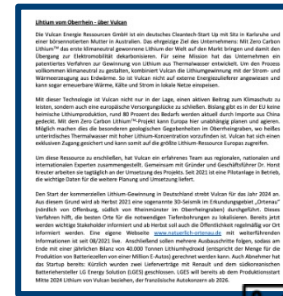 Lithium vom Oberrhein - über Vulcan
Die Vulcan Energie Ressourcen GmbH ist ein deutsches Cleantech-Start Up mit Sitz in Karlsruhe und
einer börsennotierten Mutter in Australien. Das ehrgeizige Ziel des Unternehmens: Mit Zero Carbon
Lithium™ das erste klimaneutral gewonnene Lithium der Welt auf den Markt bringen und damit den
Übergang zur Elektromobilität dekarbonisieren. Für seine Mission hat das Unternehmen ein
patentiertes Verfahren zur Gewinnung von Lithium aus Thermalwasser entwickelt. Um den Prozess
vollkommen klimaneutral zu gestalten, kombiniert Vulcan die Lithiumgewinnung mit der Strom- und
Wärmeerzeugung aus Erdwärme. So ist Vulcan nicht auf externe Energiezulieferer angewiesen und
kann sogar erneuerbare Wärme, Kälte und Strom in lokale Netze einspeisen.
Mit dieser Technologie ist Vulcan nicht nur in der Lage, einen aktiven Beitrag zum Klimaschutz zu
leisten, sondern auch eine europäische Versorgungslücke zu schließen. Bislang gibt es in der EU keine
heimische Lithiumproduktion, rund 80 Prozent des Bedarfs werden aktuell durch Importe aus China
gedeckt. Mit dem Zero Carbon Lithium™-Projekt kann Europa hier unabhängig planen und agieren.
Möglich machen dies die besonderen geologischen Gegebenheiten im Oberrheingraben, wo heißes
unterirdisches Thermalwasser mit hoher Lithium-Konzentration vorzufinden ist. Vulcan hat sich einen
exklusiven Zugang gesichert und kann somit auf die größte Lithium-Ressource Europas zugreifen.
Um diese Ressource zu erschließen, hat Vulcan ein erfahrenes Team aus regionalen, nationalen und
internationalen Experten zusammengestellt. Gemeinsam mit Gründer und Geschäftsführer Dr. Horst
Kreuter arbeiten sie tagtäglich an der Umsetzung des Projekts. Seit 2021 ist eine Pilotanlage in Betrieb,
die wichtige Daten für die weitere Planung und Umsetzung liefert.
Den Start der kommerziellen Lithium-Gewinnung in Deutschland strebt Vulcan für das Jahr 2024 an.
Aus diesem Grund wird ab Herbst 2021 eine sogenannte 3D-Seismik im Erkundungsgebiet „Ortenau"
(nördlich von Offenburg, südlich von Rheinmünster im Oberrheingraben) durchgeführt. Dieses
Verfahren hilft, die besten Orte für die notwendigen Tiefenbohrungen zu lokalisieren. Bereits jetzt
werden wichtige Stakeholder informiert und ab Herbst soll auch die Öffentlichkeit regelmäßig vor Ort
informiert werden. Eine eigene Webseite www.natuerlich-ortenau.de mit weiterführenden
Informationen ist seit 08/2021 live. Anschließend sollen mehrere Ausbauschritte folgen, sodass am
Ende mit einer jährlichen Bilanz von 40.000 Tonnen Lithiumhydroxid (entspricht der Menge für die
Produktion von Batteriezellen von einer Million E-Autos) gerechnet werden kann. Auch Abnehmer hat
das Startup bereits: Kürzlich wurden zwei Lieferverträge mit Renault und dem südkoreanischen
Batteriehersteller LG Energy Solution (LGES) geschlossen. LGES will bereits ab dem Produktionsstart
Mitte 2024 Lithium von Vulcan beziehen, der französische Autokonzern ab 2026.